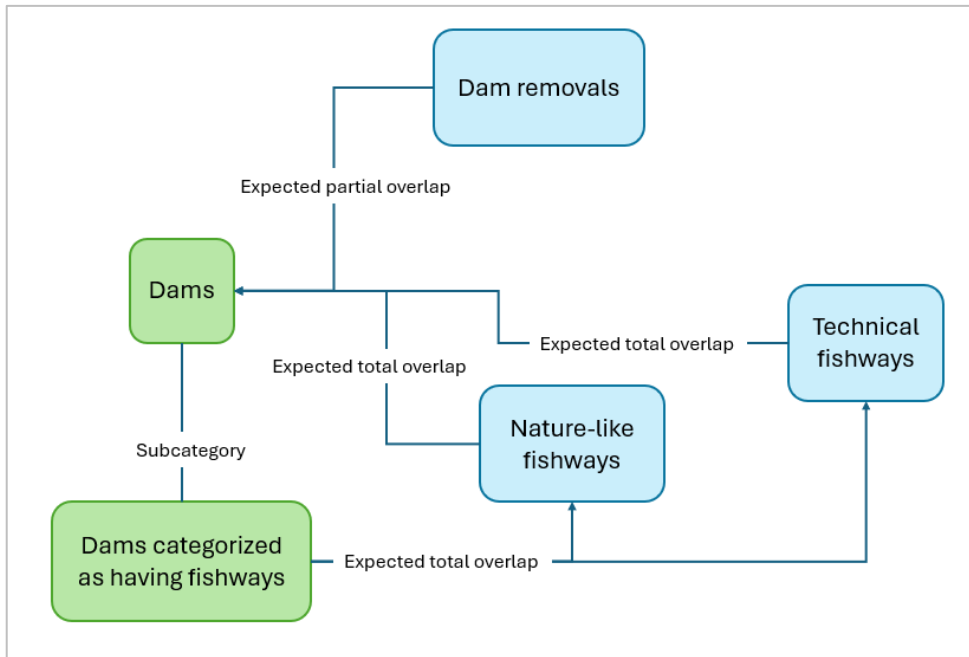 Dam removals
Expected partial overlap
Dams
Technical
fishways
Expected total overlap
Expected total overlap
Nature-like
fishways
Subcategory
Dams categorized
as having fishways
Expected total overlap